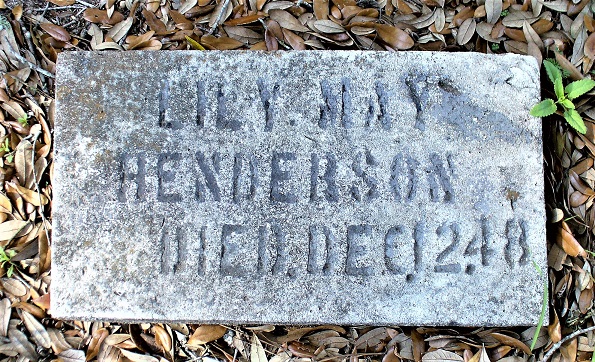 LILY. MAY
HENDERSON
DIED. DEC, 12, 48